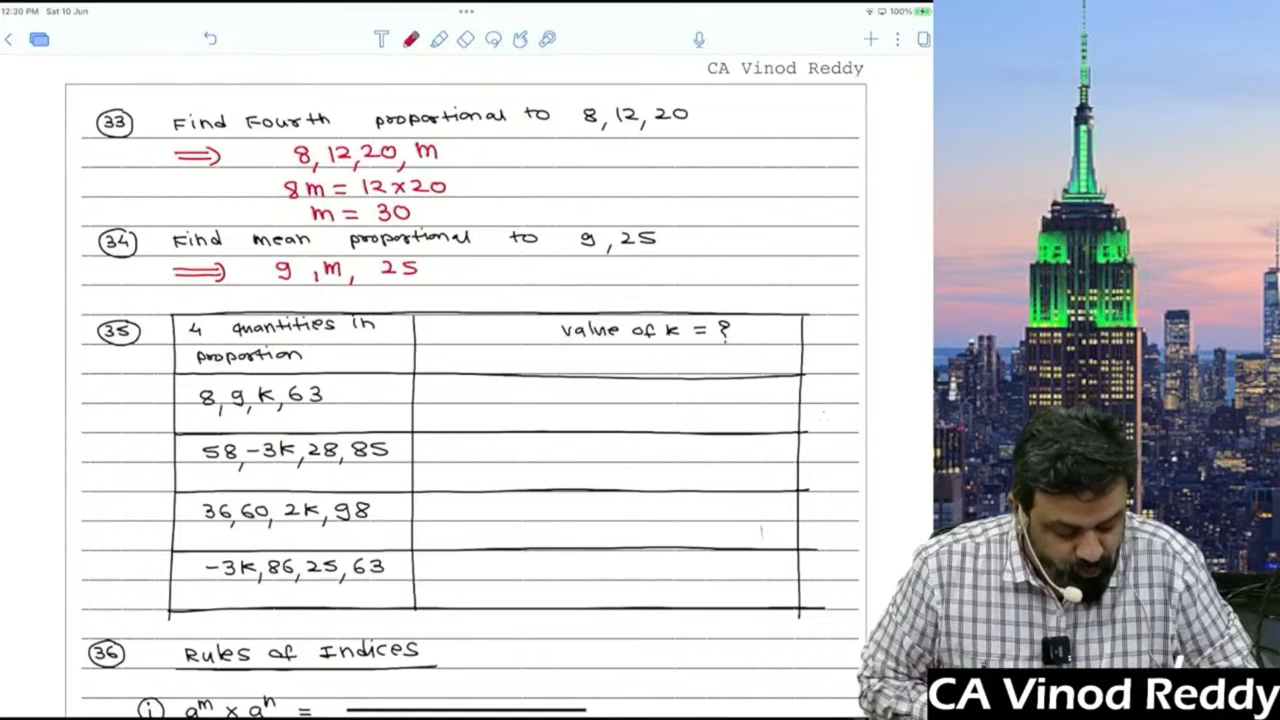 12:30 PM Sat 10 Jun
100%
T
CA Vinod Reddy
33 Find Fourth proportional to 8, 12, 20
⟹ 8, 12, 20, m
8m = 12 × 20
m = 30
34 Find mean proportional to 9, 25
⟹ 9, m, 25
35 4 quantities in proportion
value of k = ?
8, 9, k, 63
58, -3k, 28, 85
36, 60, 2k, 98
-3k, 86, 25, 63
36 Rules of Indices
i) aᵐ × aⁿ =
CA Vinod Reddy